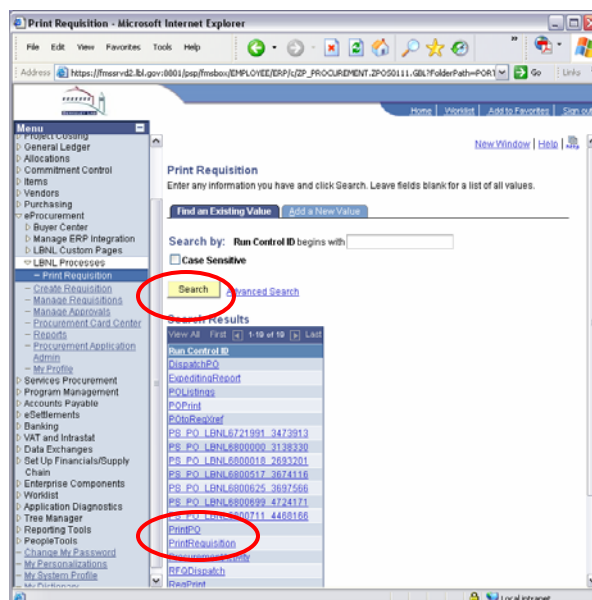 Print Requisition - Microsoft Internet Explorer
File Edit View Favorites Tools Help
Address https://fmssrvd2.lbl.gov:8001/psp/fmsbox/EMPLOYEE/ERP/c/ZP_PROCUREMENT.ZPOS0111.GBL?FolderPath=PORT Go Links
Home Worklist Add to Favorites Sign out
Menu
New Window | Help
Project Costing
General Ledger
Allocations
Commitment Control
Items
Vendors
Purchasing
eProcurement
Buyer Center
Manage ERP Integration
LBNL Custom Pages
LBNL Processes
– Print Requisition
– Create Requisition
– Manage Requisitions
– Manage Approvals
– Procurement Card Center
– Reports
– Procurement Application
Admin
– My Profile
Services Procurement
Program Management
Accounts Payable
eSettlements
Banking
VAT and Intrastat
Data Exchanges
Set Up Financials/Supply
Chain
Enterprise Components
Worklist
Application Diagnostics
Tree Manager
Reporting Tools
PeopleTools
– Change My Password
– My Personalizations
– My System Profile
– My Dictionary
Print Requisition
Enter any information you have and click Search. Leave fields blank for a list of all values.
Find an Existing Value Add a New Value
Search by: Run Control ID begins with
Case Sensitive
Search Advanced Search
Search Results
View All First 1-19 of 19 Last
Run Control ID
DispatchPO
ExpeditingReport
POListings
POPrint
POtoReqXref
PS_PO_LBNL6721991_3473913
PS_PO_LBNL6800000_3138330
PS_PO_LBNL6800018_2693201
PS_PO_LBNL6800517_3674116
PS_PO_LBNL6800625_3697566
PS_PO_LBNL6800699_4724171
PS_PO_LBNL6800711_4468166
PrintPO
PrintRequisition
ProcurementActivity
RFQDispatch
ReqPrint
Local intranet